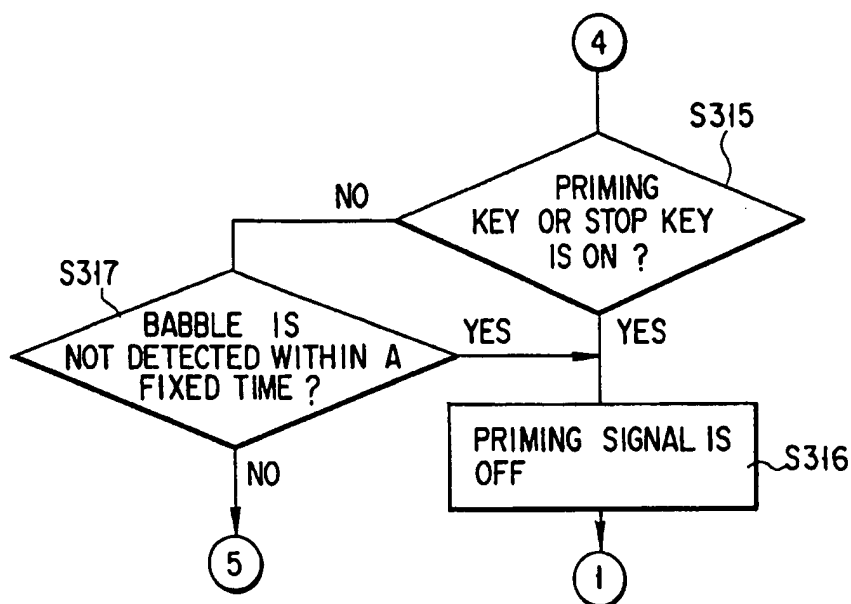 4
S315
PRIMING
KEY OR STOP KEY
IS ON ?
NO
YES
S317
BABBLE IS
NOT DETECTED WITHIN A
FIXED TIME ?
YES
NO
PRIMING SIGNAL IS
OFF
S316
5
1